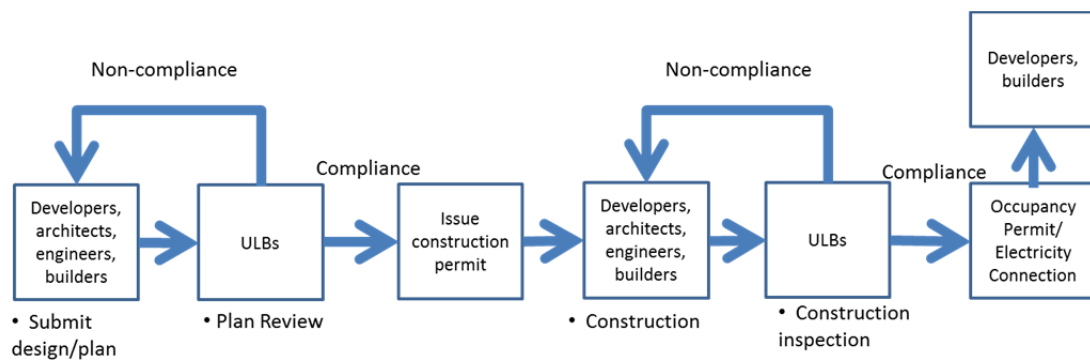 Non-compliance
Non-compliance
Developers,
builders
Compliance
Compliance
Developers,
architects,
engineers,
builders
ULBs
Issue
construction
permit
Developers,
architects,
engineers,
builders
ULBs
Occupancy
Permit/
Electricity
Connection
• Submit
design/plan
• Plan Review
• Construction
• Construction
inspection